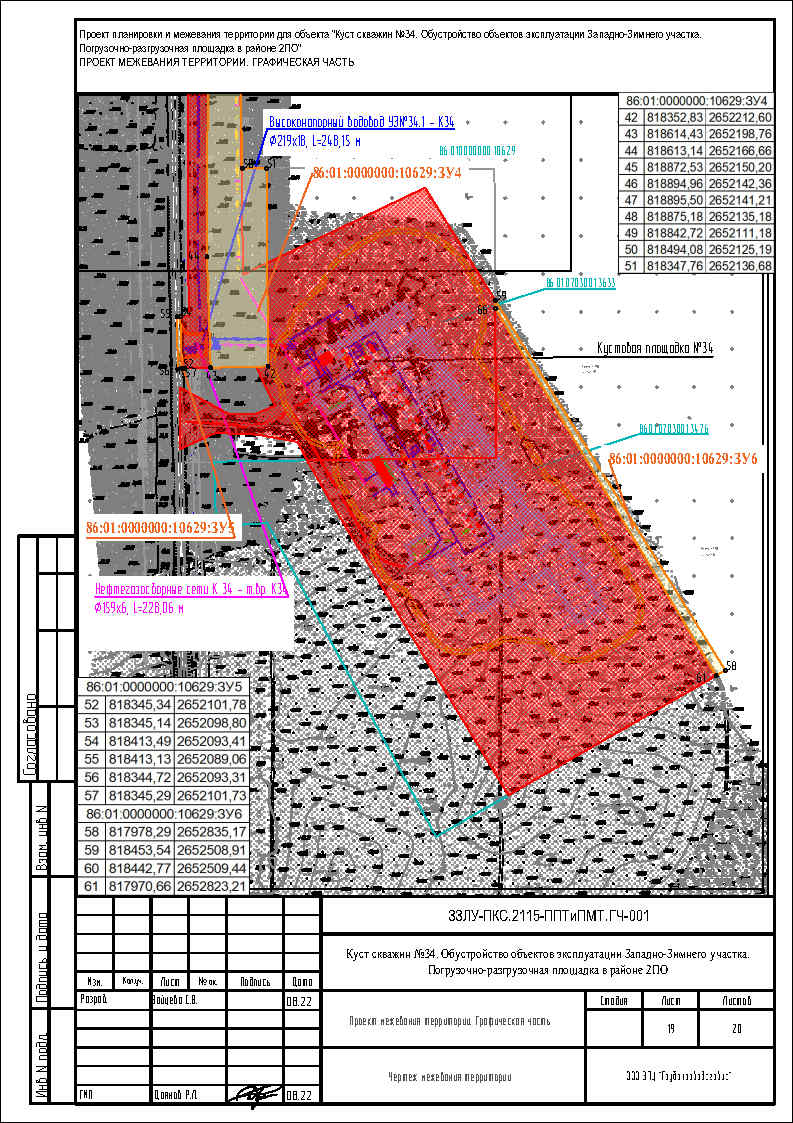 Проект планировки и межевания территории для объекта "Куст скважин №34. Обустройство объектов эксплуатации Западно-Зимнего участка.
Погрузочно-разгрузочная площадка в районе 2ПО"
ПРОЕКТ МЕЖЕВАНИЯ ТЕРРИТОРИИ. ГРАФИЧЕСКАЯ ЧАСТЬ
86:01:0000000:10629:ЗУ4
42 818352,83 2652212,60
43 818614,43 2652198,76
44 818613,14 2652166,66
45 818872,53 2652150,20
46 818894,96 2652142,36
47 818895,50 2652141,21
48 818875,18 2652135,18
49 818842,72 2652111,18
50 818494,08 2652125,19
51 818347,76 2652136,68
Высоконапорный водовод УЗ№34.1 - К34
Ø219х18, L=248,15 м
86:01:0000000:10629:ЗУ4
Кустовая площадка №34
86:01:0000000:10629:ЗУ6
86:01:0000000:10629:ЗУ5
Нефтегазосборные сети К 34 - т.вр. К34
Ø159х6, L=228,06 м
58
61
86:01:0000000:10629:ЗУ5
52 818345,34 2652101,78
53 818345,14 2652098,80
54 818413,49 2652093,41
55 818413,13 2652089,06
56 818344,72 2652093,31
57 818345,29 2652101,73
86:01:0000000:10629:ЗУ6
58 817978,29 2652835,17
59 818453,54 2652508,91
60 818442,77 2652509,44
61 817970,66 2652823,21
Согласовано
Взам. инв N
Подпись и дата
Инв N подл.
ЗЗЛУ-ПКС.2115-ППТиПМТ.ГЧ-001
Куст скважин №34. Обустройство объектов эксплуатации Западно-Зимнего участка.
Погрузочно-разгрузочная площадка в районе 2ПО
Изм. Колуч. Лист № ок. Подпись Дата
Разраб. Зайцева С.В. 08.22
Проект межевания территории. Графическая часть
Стадия Лист Листов
19 20
Чертеж межевания территории
ГИП 08.22